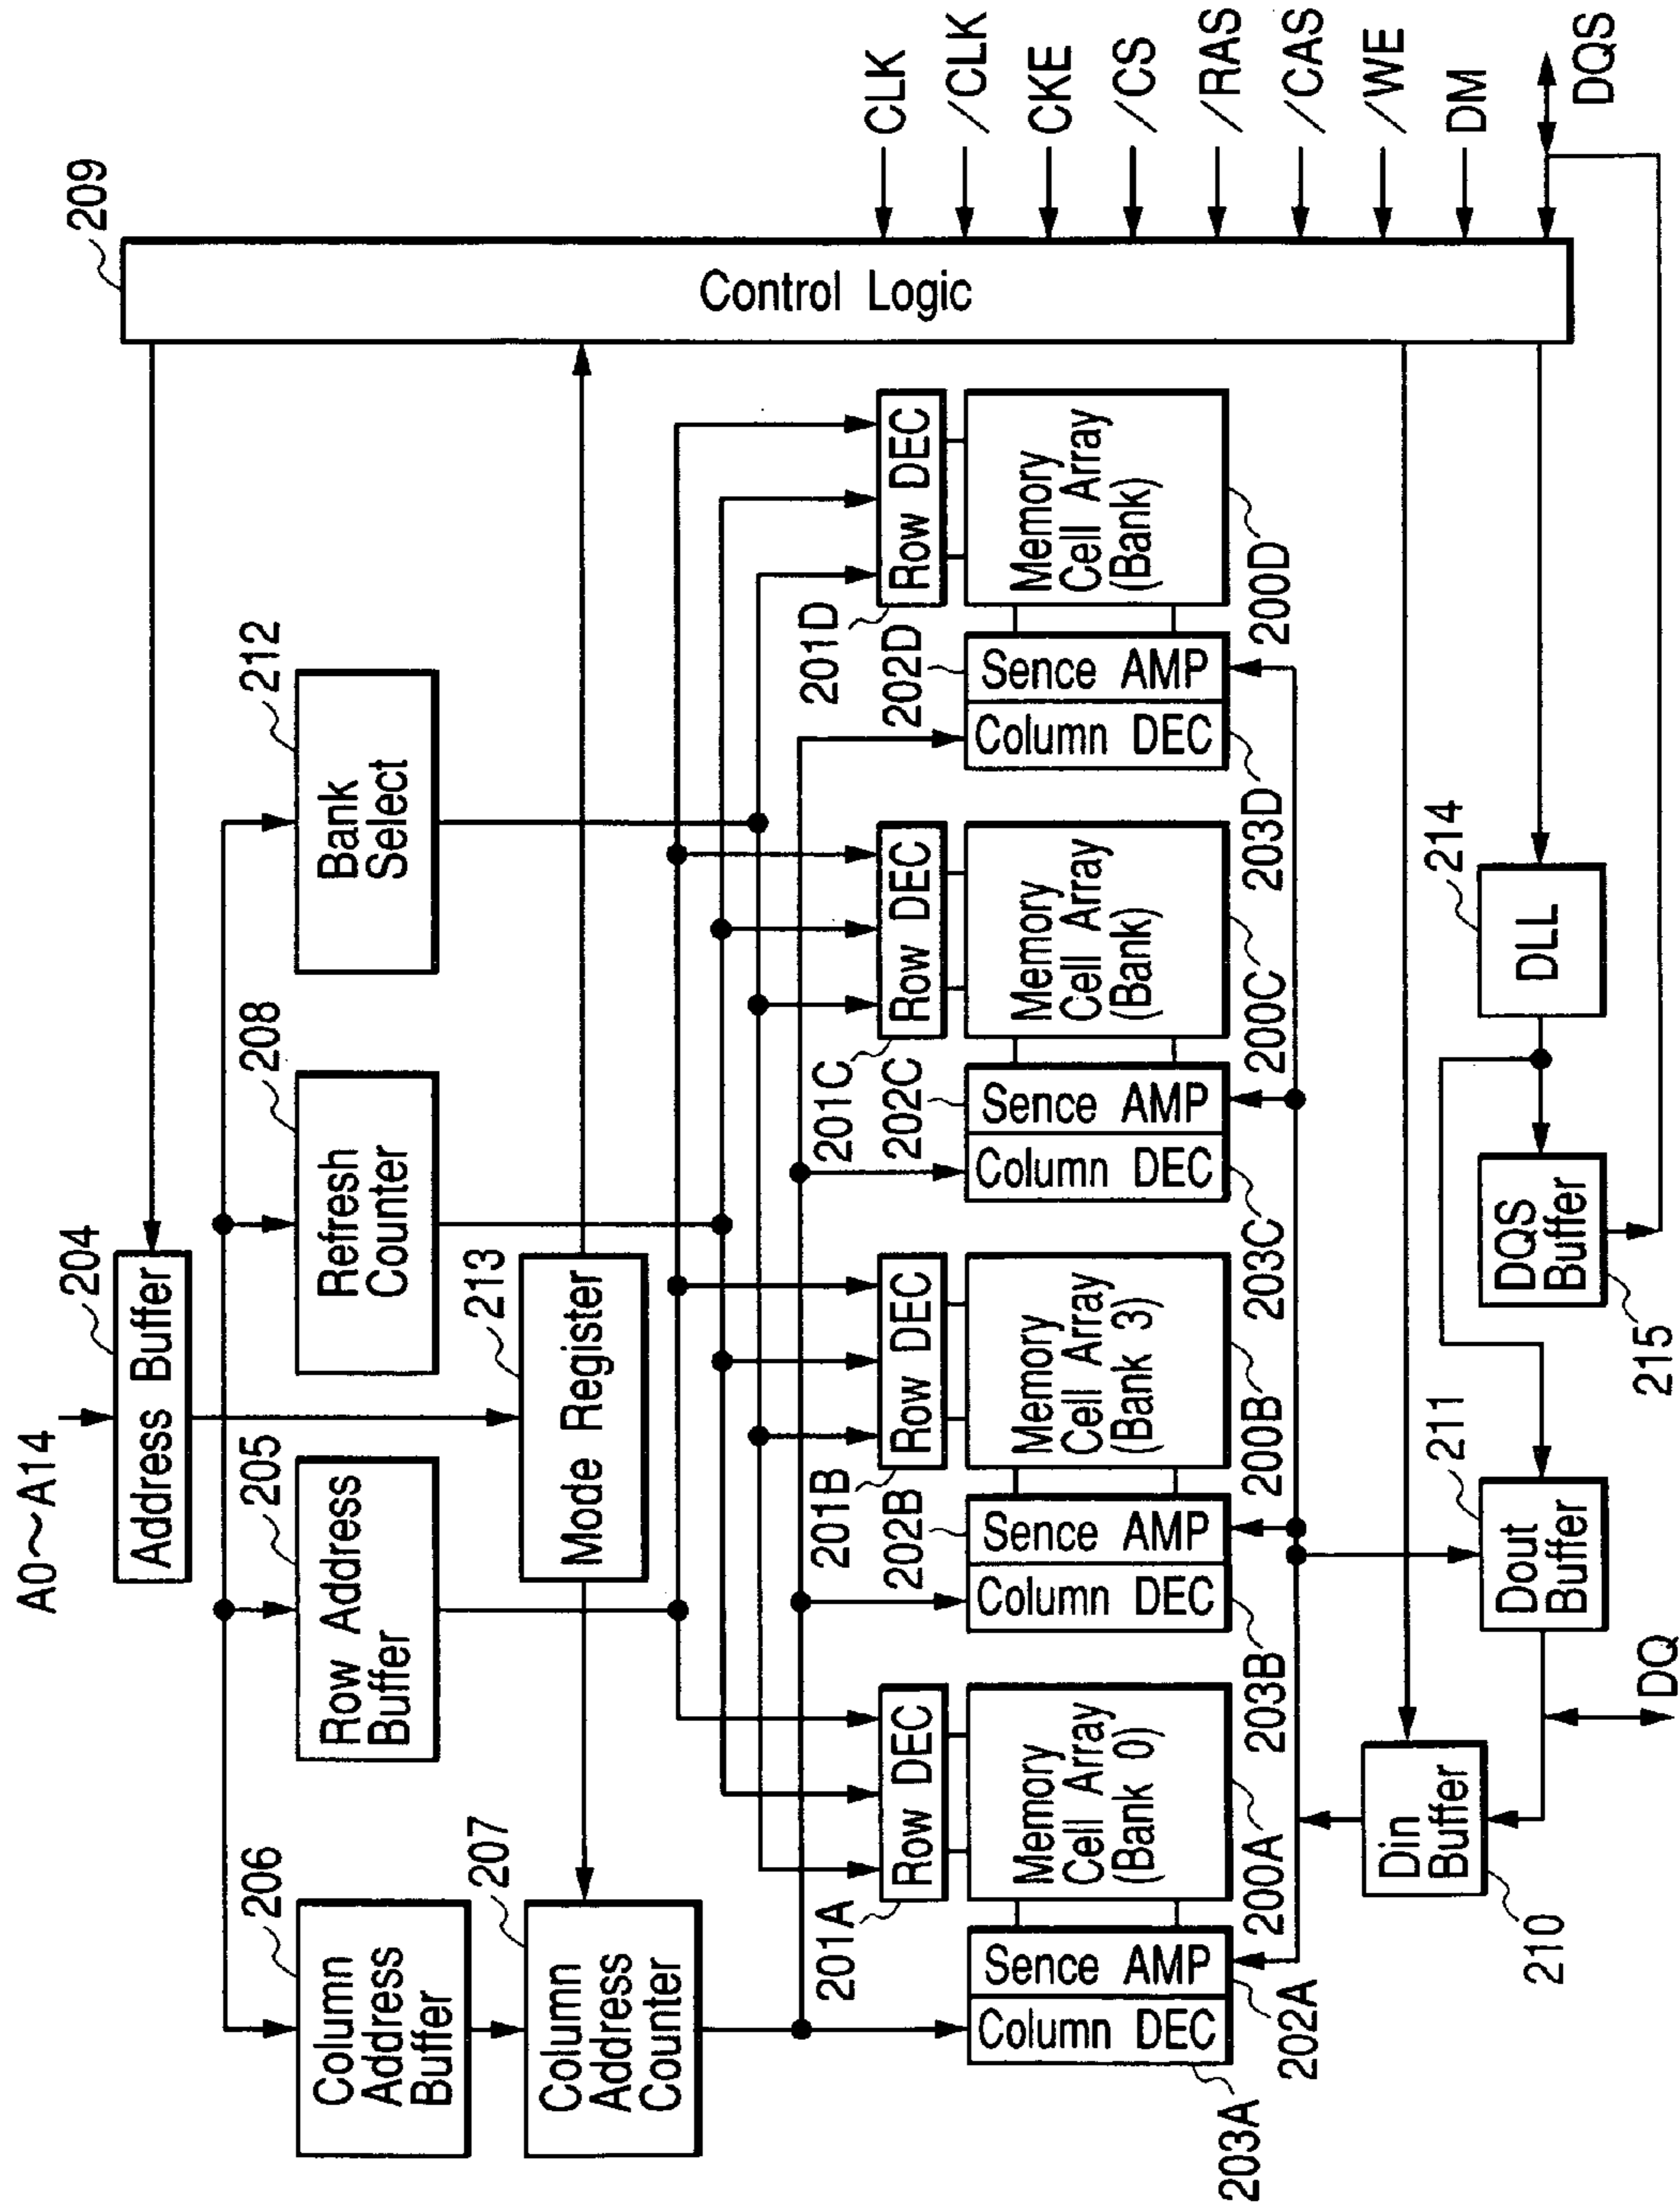 A0~A14
204
Address Buffer
209
Control Logic
206
Column
Address
Buffer
205
Row Address
Buffer
208
Refresh
Counter
212
Bank
Select
207
Column
Address
Counter
213
Mode Register
201A
Row DEC
201B
Row DEC
201C
Row DEC
201D
Row DEC
202B
202C
202D
Column DEC
Sence AMP
Memory
Cell Array
(Bank 0)
Column DEC
Sence AMP
Memory
Cell Array
(Bank 3)
Column DEC
Sence AMP
Memory
Cell Array
(Bank)
Column DEC
Sence AMP
Memory
Cell Array
(Bank)
203A
202A
200A
203B
200B
203C
200C
203D
200D
CLK
/CLK
CKE
/CS
/RAS
/CAS
/WE
DM
DQS
Din
Buffer
210
211
Dout
Buffer
DQ
DQS
Buffer
215
214
DLL